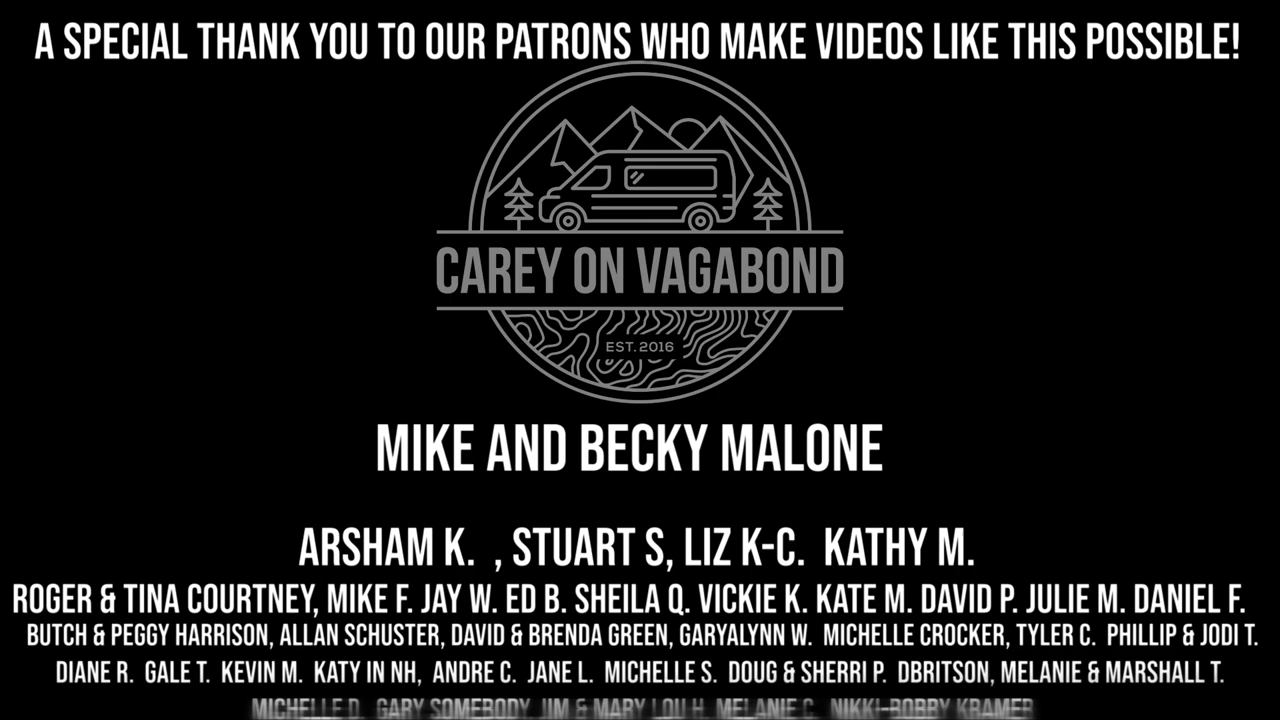 A SPECIAL THANK YOU TO OUR PATRONS WHO MAKE VIDEOS LIKE THIS POSSIBLE!
CAREY ON VAGABOND
EST. 2016
MIKE AND BECKY MALONE
ARSHAM K.  , STUART S, LIZ K-C.  KATHY M.
ROGER & TINA COURTNEY, MIKE F. JAY W. ED B. SHEILA Q. VICKIE K. KATE M. DAVID P. JULIE M. DANIEL F.
BUTCH & PEGGY HARRISON, ALLAN SCHUSTER, DAVID & BRENDA GREEN, GARYALYNN W.  MICHELLE CROCKER, TYLER C.  PHILLIP & JODI T.
DIANE R.  GALE T.  KEVIN M.  KATY IN NH,  ANDRE C.  JANE L.  MICHELLE S.  DOUG & SHERRI P.  DBRITSON, MELANIE & MARSHALL T.
MICHELLE D.  GARY SOMEBODY, JIM & MARY LOU H.  MELANIE C.  NIKKI-BOBBY KRAMER